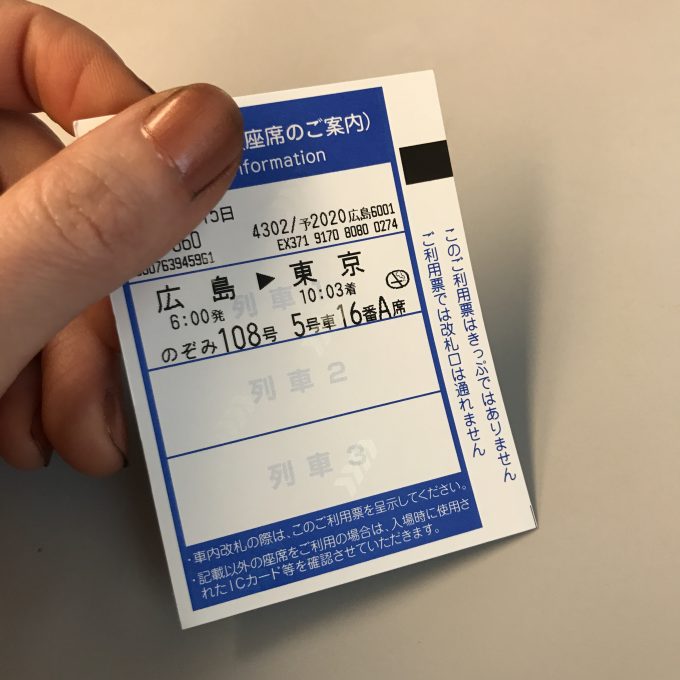 座席のご案内)
nformation
5日
4302/予2020広島6001
EX371 9170 8080 0274
広島 ▶ 東京
6:00発 10:03着
のぞみ108号 5号車16番A席
列車2
列車3
・車内改札の際は、このご利用票を呈示してください。
・記載以外の座席をご利用の場合は、入場時に使用さ
れたICカード等を確認させていただきます。
このご利用票はきっぷではありません
ご利用票では改札口は通れません